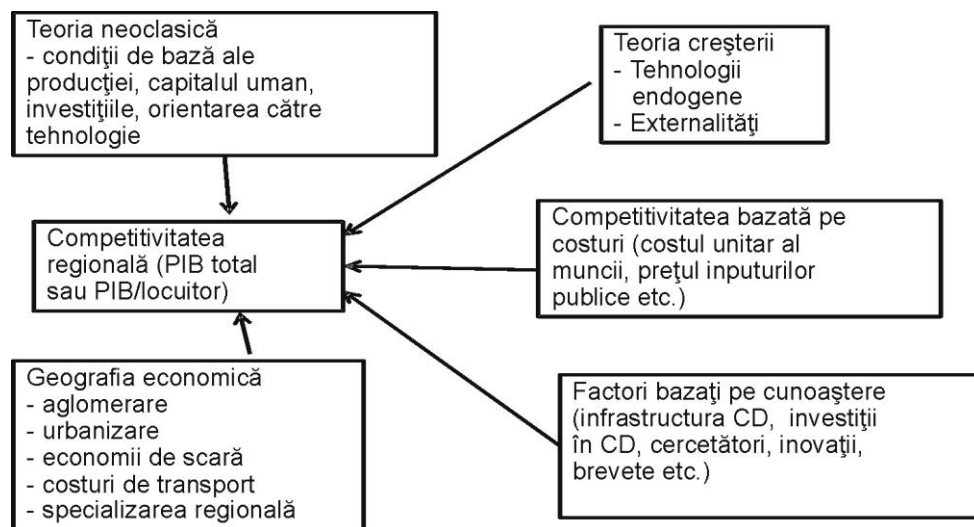 Teoria neoclasică
- condiţii de bază ale
producţiei, capitalul uman,
investiţiile, orientarea către
tehnologie
Teoria creşterii
- Tehnologii
endogene
- Externalităţi
Competitivitatea
regională (PIB total
sau PIB/locuitor)
Competitivitatea bazată pe
costuri (costul unitar al
muncii, preţul inputurilor
publice etc.)
Geografia economică
- aglomerare
- urbanizare
- economii de scară
- costuri de transport
- specializarea regională
Factori bazaţi pe cunoaştere
(infrastructura CD, investiţii
în CD, cercetători, inovaţii,
brevete etc.)